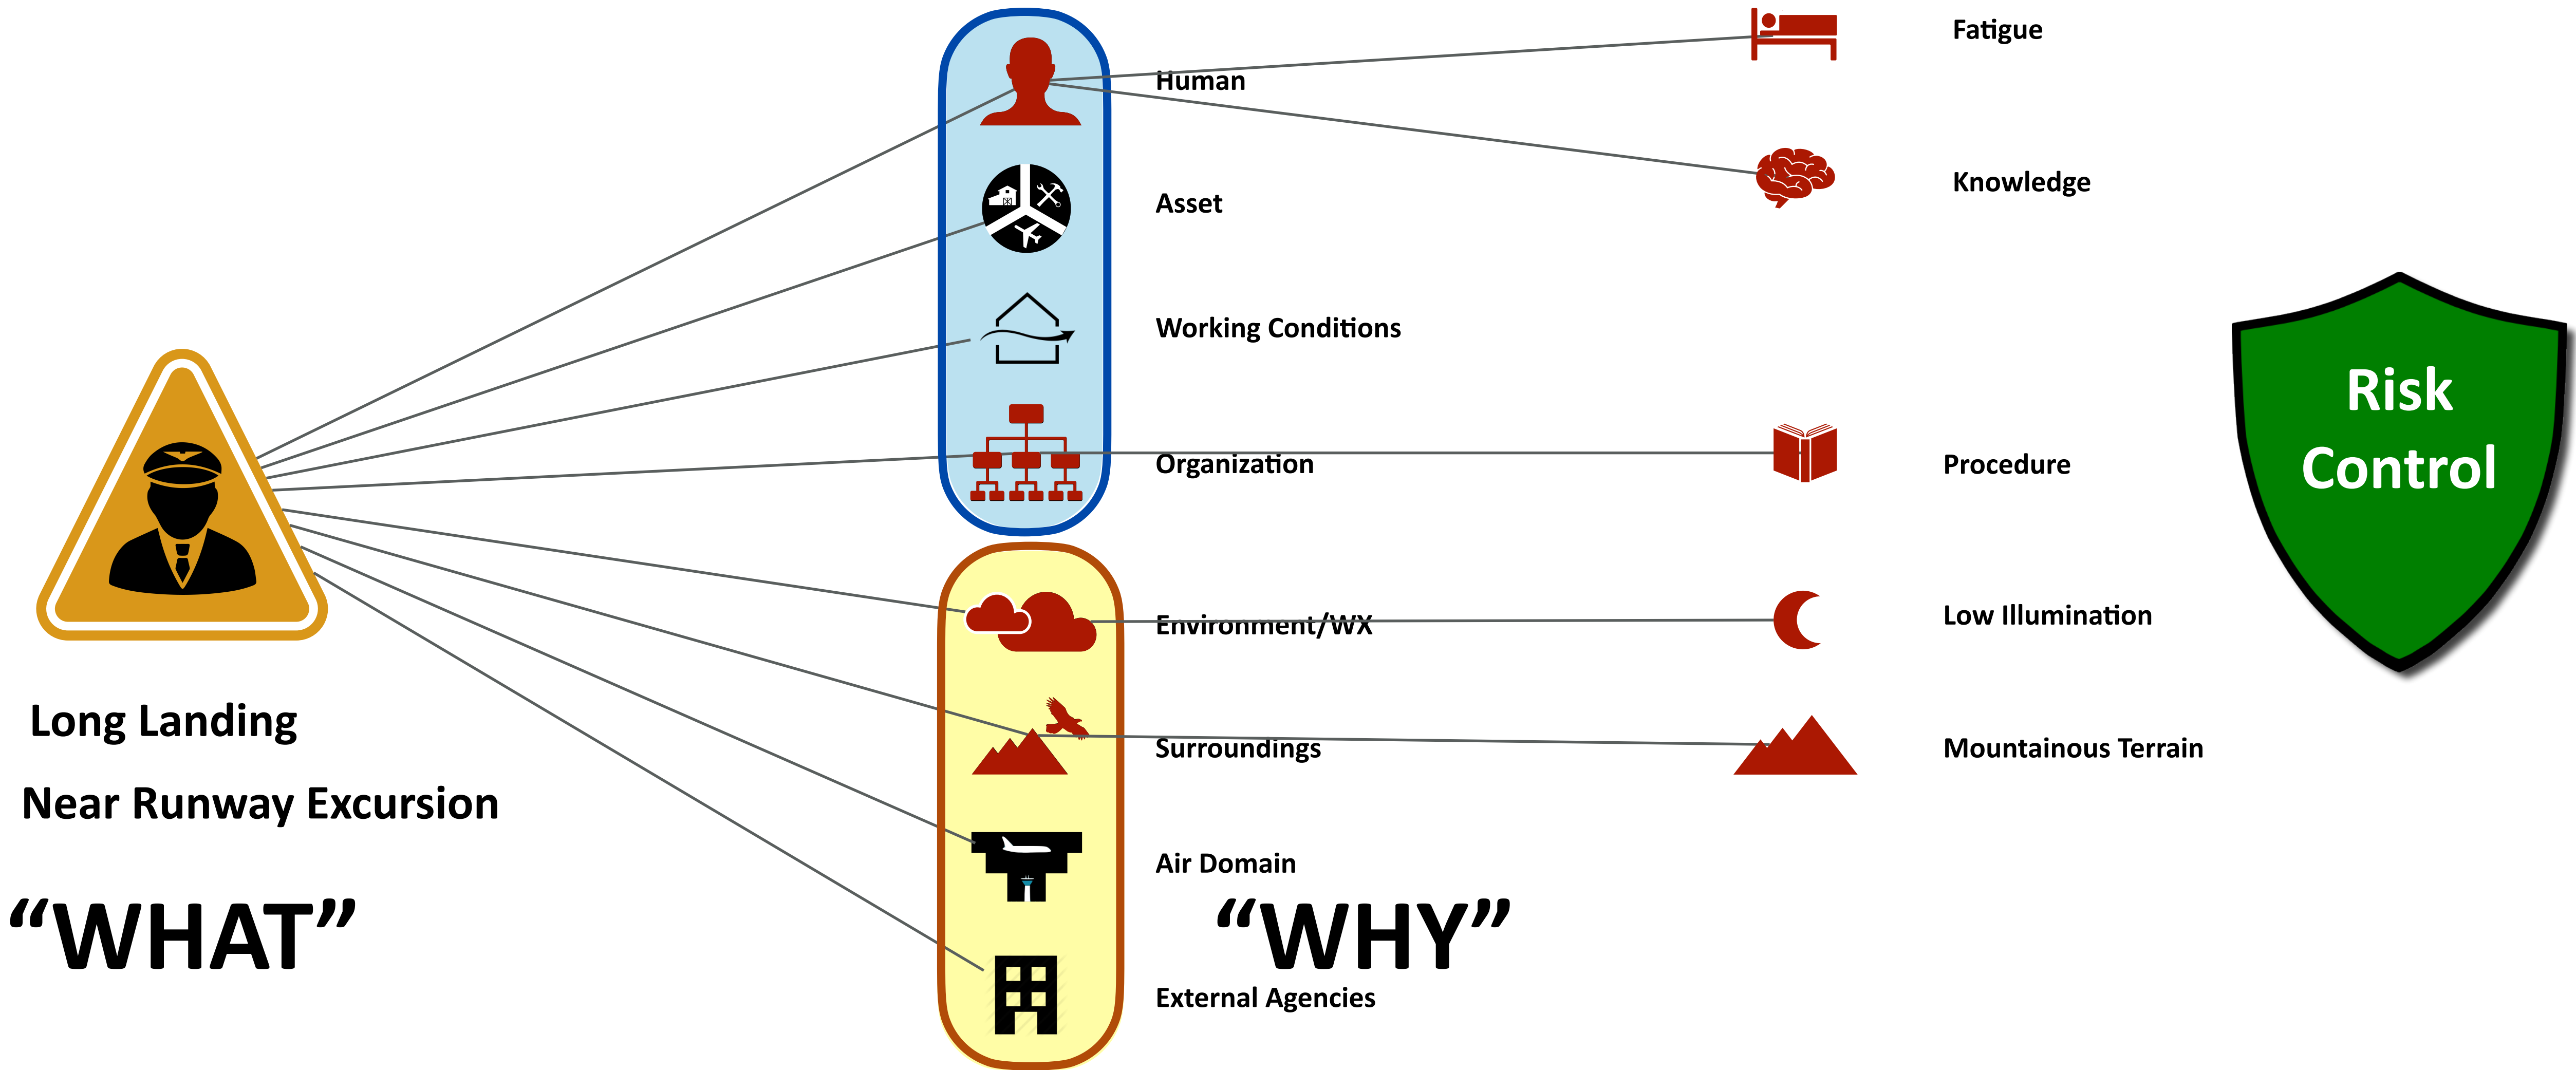 Human
Asset
Working Conditions
Organization
Environment/WX
Surroundings
Air Domain
External Agencies
Fatigue
Knowledge
Procedure
Low Illumination
Mountainous Terrain
Risk
Control
Long Landing
Near Runway Excursion
“WHAT”
“WHY”